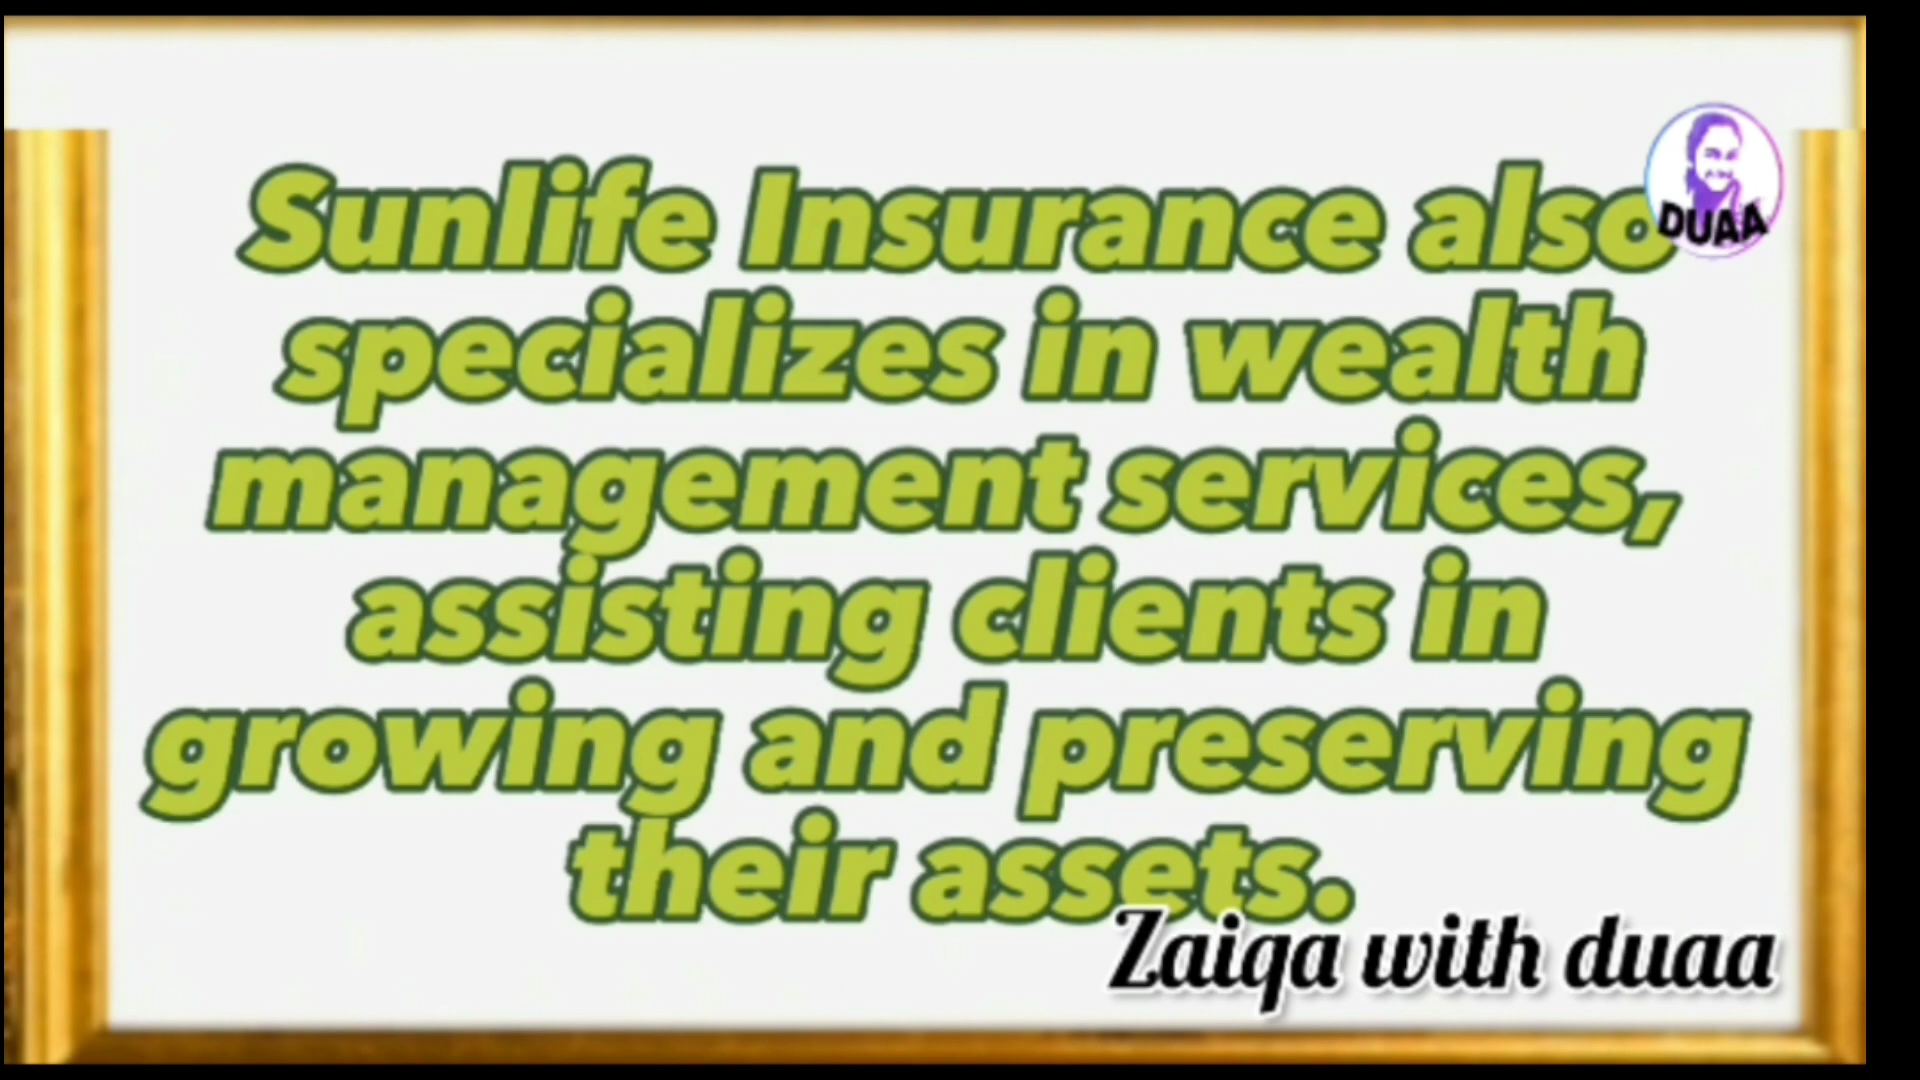 Sunlife Insurance also
DUAA
specializes in wealth
management services,
assisting clients in
growing and preserving
their assets.
Zaiqa with duaa